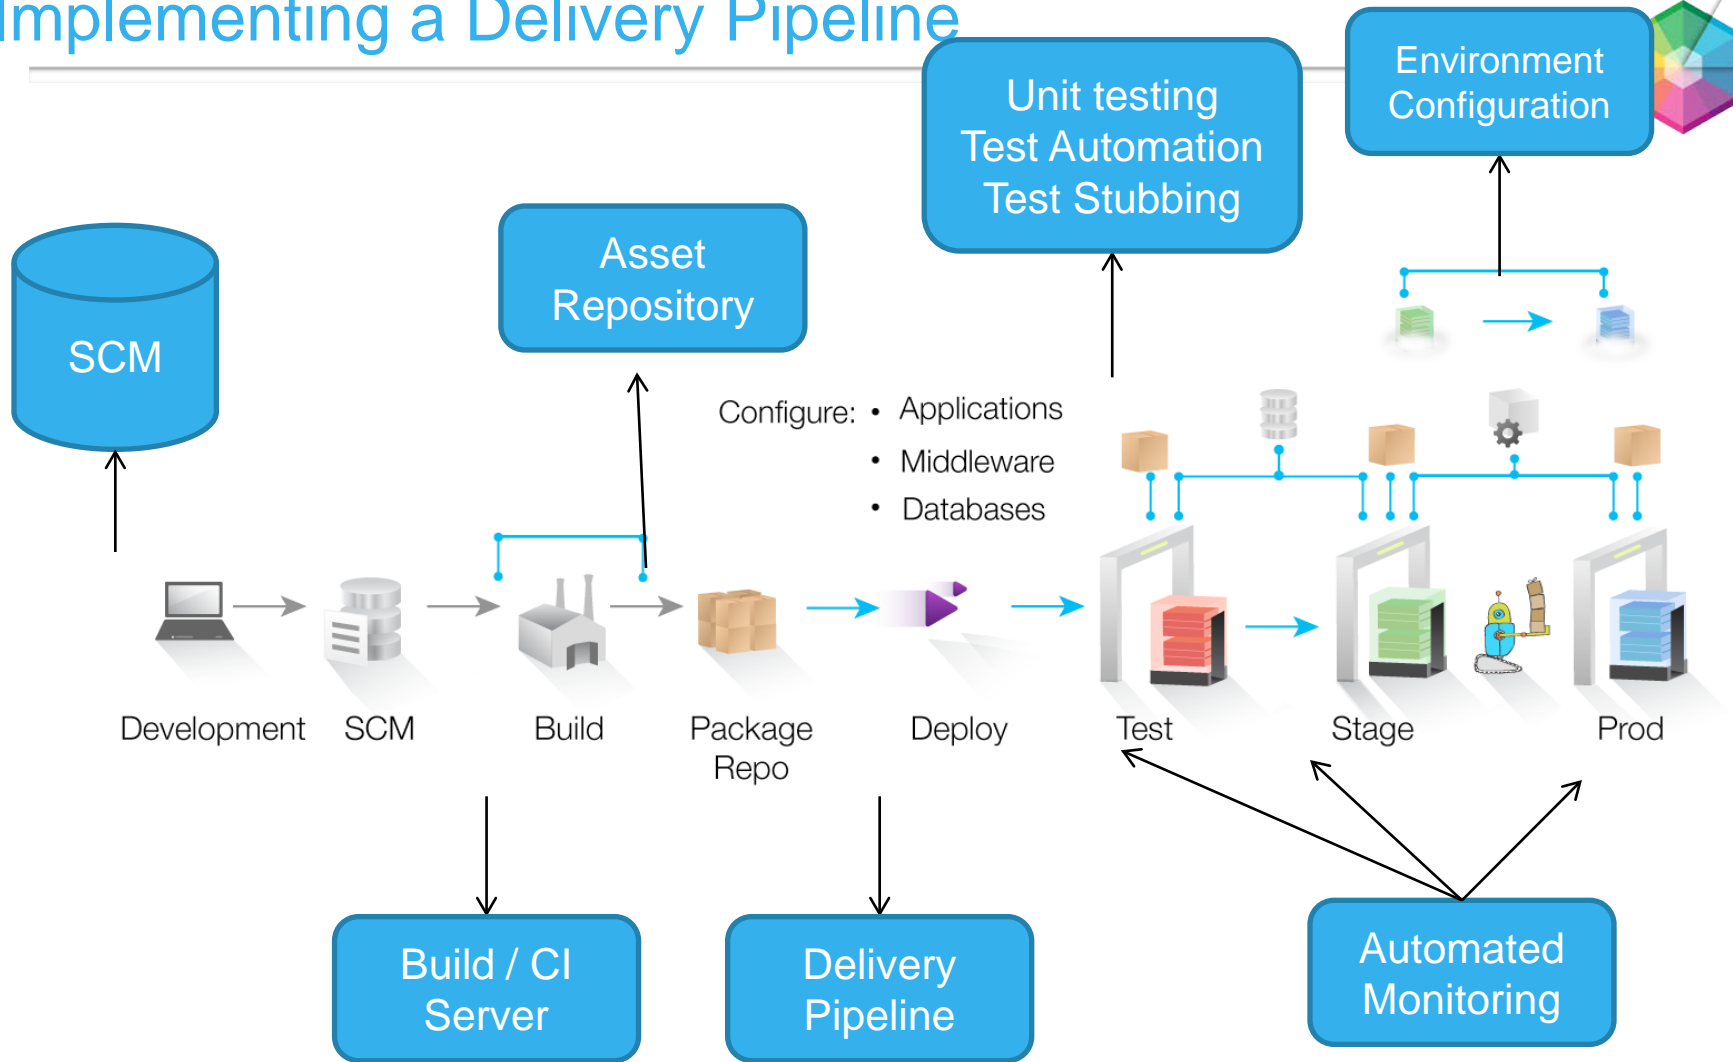 Implementing a Delivery Pipeline
Environment
Configuration
Unit testing
Test Automation
Test Stubbing
Asset
Repository
SCM
Configure: • Applications
• Middleware
• Databases
Development
SCM
Build
Package
Repo
Deploy
Test
Stage
Prod
Build / CI
Server
Delivery
Pipeline
Automated
Monitoring